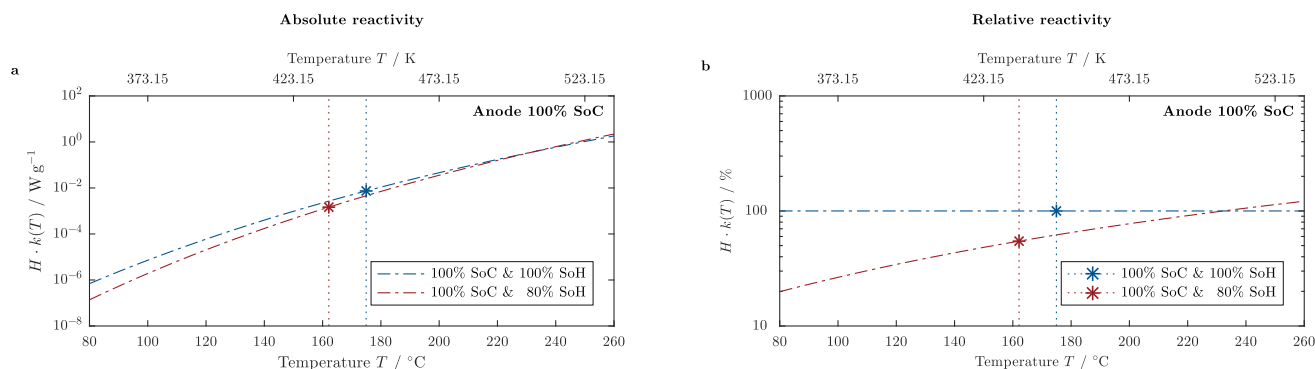 Absolute reactivity
a
Temperature T / K
373.15 423.15 473.15 523.15
Anode 100% SoC
10² 10⁰ 10⁻² 10⁻⁴ 10⁻⁶ 10⁻⁸
H · k(T) / W g⁻¹
100% SoC & 100% SoH
100% SoC & 80% SoH
80 100 120 140 160 180 200 220 240 260
Temperature T / °C
Relative reactivity
b
Temperature T / K
373.15 423.15 473.15 523.15
Anode 100% SoC
1000 100 10
H · k(T) / %
100% SoC & 100% SoH
100% SoC & 80% SoH
80 100 120 140 160 180 200 220 240 260
Temperature T / °C